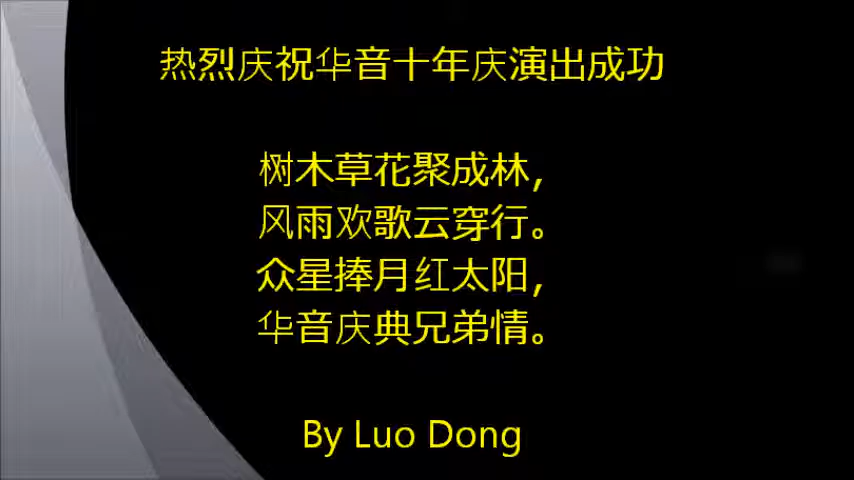 热烈庆祝华音十年庆演出成功
树木草花聚成林，
风雨欢歌云穿行。
众星捧月红太阳，
华音庆典兄弟情。
By Luo Dong